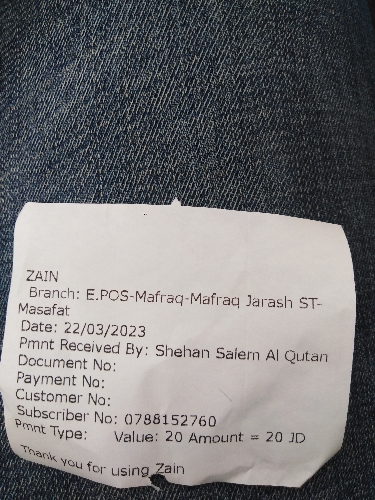 ZAIN
Branch: E.POS-Mafraq-Mafraq Jarash ST-
Masafat
Date: 22/03/2023
Pmnt Received By: Shehan Salem Al Qutan
Document No:
Payment No:
Customer No:
Subscriber No: 0788152760
Pmnt Type: Value: 20 Amount = 20 JD
Thank you for using Zain